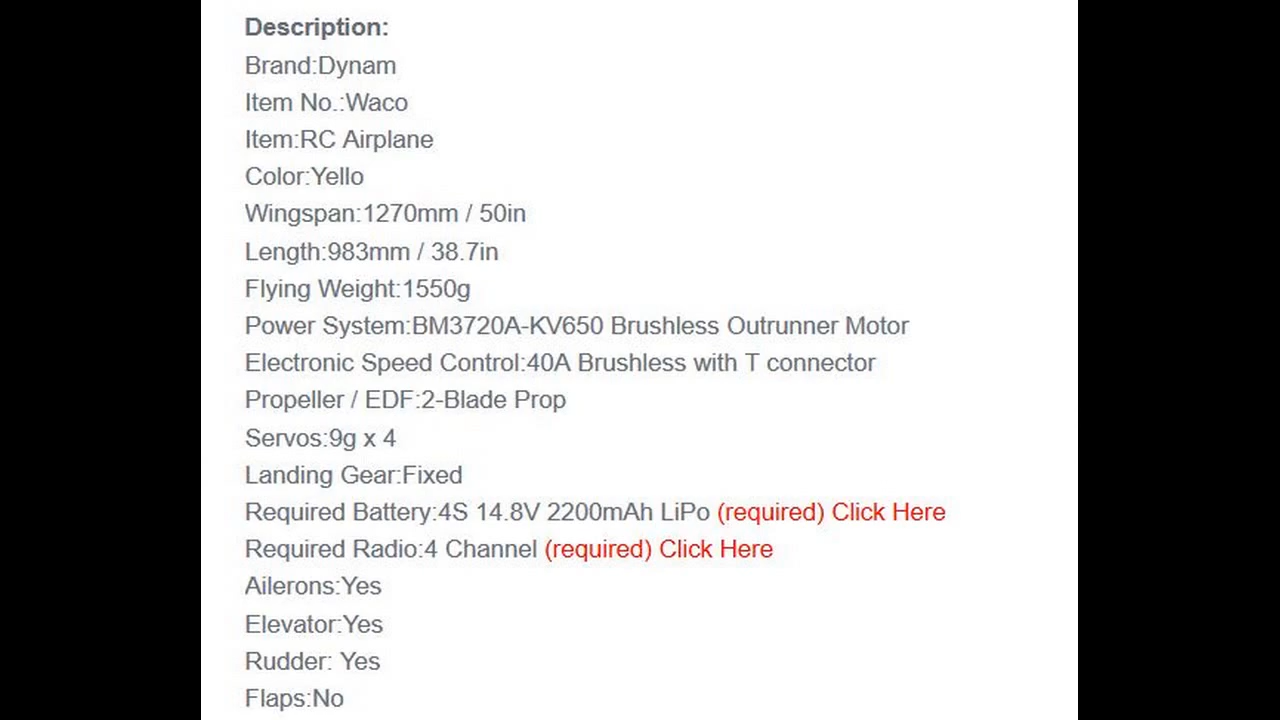 Description:
Brand:Dynam
Item No.:Waco
Item:RC Airplane
Color:Yello
Wingspan:1270mm / 50in
Length:983mm / 38.7in
Flying Weight:1550g
Power System:BM3720A-KV650 Brushless Outrunner Motor
Electronic Speed Control:40A Brushless with T connector
Propeller / EDF:2-Blade Prop
Servos:9g x 4
Landing Gear:Fixed
Required Battery:4S 14.8V 2200mAh LiPo (required) Click Here
Required Radio:4 Channel (required) Click Here
Ailerons:Yes
Elevator:Yes
Rudder: Yes
Flaps:No